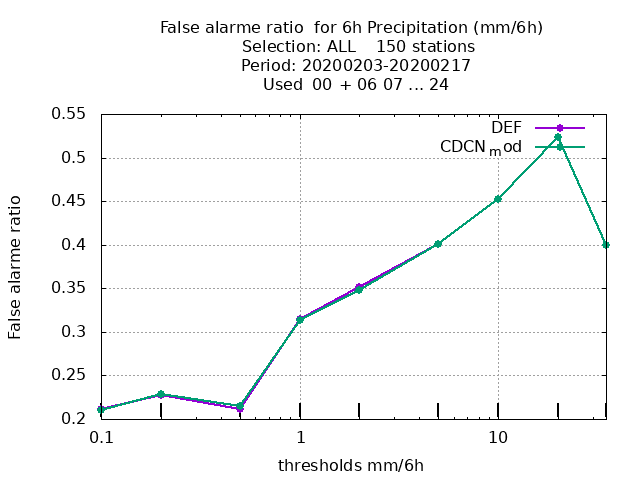 False alarme ratio  for 6h Precipitation (mm/6h)
Selection: ALL    150 stations
Period: 20200203-20200217
Used  00 + 06 07 ... 24
DEF
CDCNmod
0.55
0.5
0.45
0.4
0.35
0.3
0.25
0.2
False alarme ratio
0.1
1
10
thresholds mm/6h